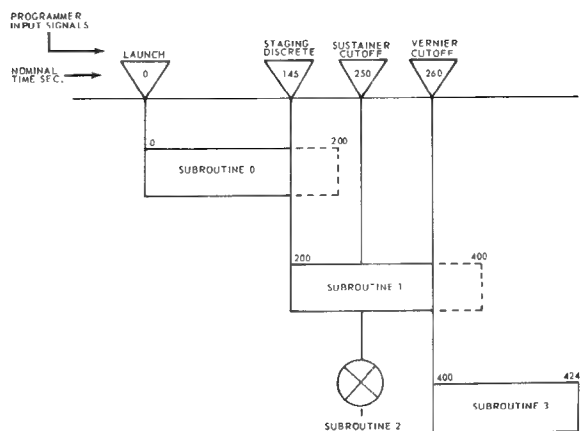 PROGRAMMER
INPUT SIGNALS
LAUNCH
STAGING
DISCRETE
SUSTAINER
CUTOFF
VERNIER
CUTOFF
NOMINAL
TIME SEC.
0
145
250
260
0
200
SUBROUTINE 0
200
400
SUBROUTINE 1
400
424
SUBROUTINE 3
SUBROUTINE 2